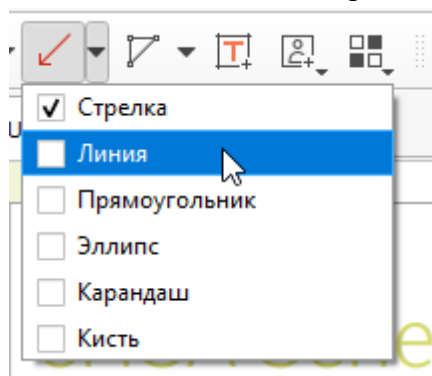 Стрелка
Линия
Прямоугольник
Эллипс
Карандаш
Кисть